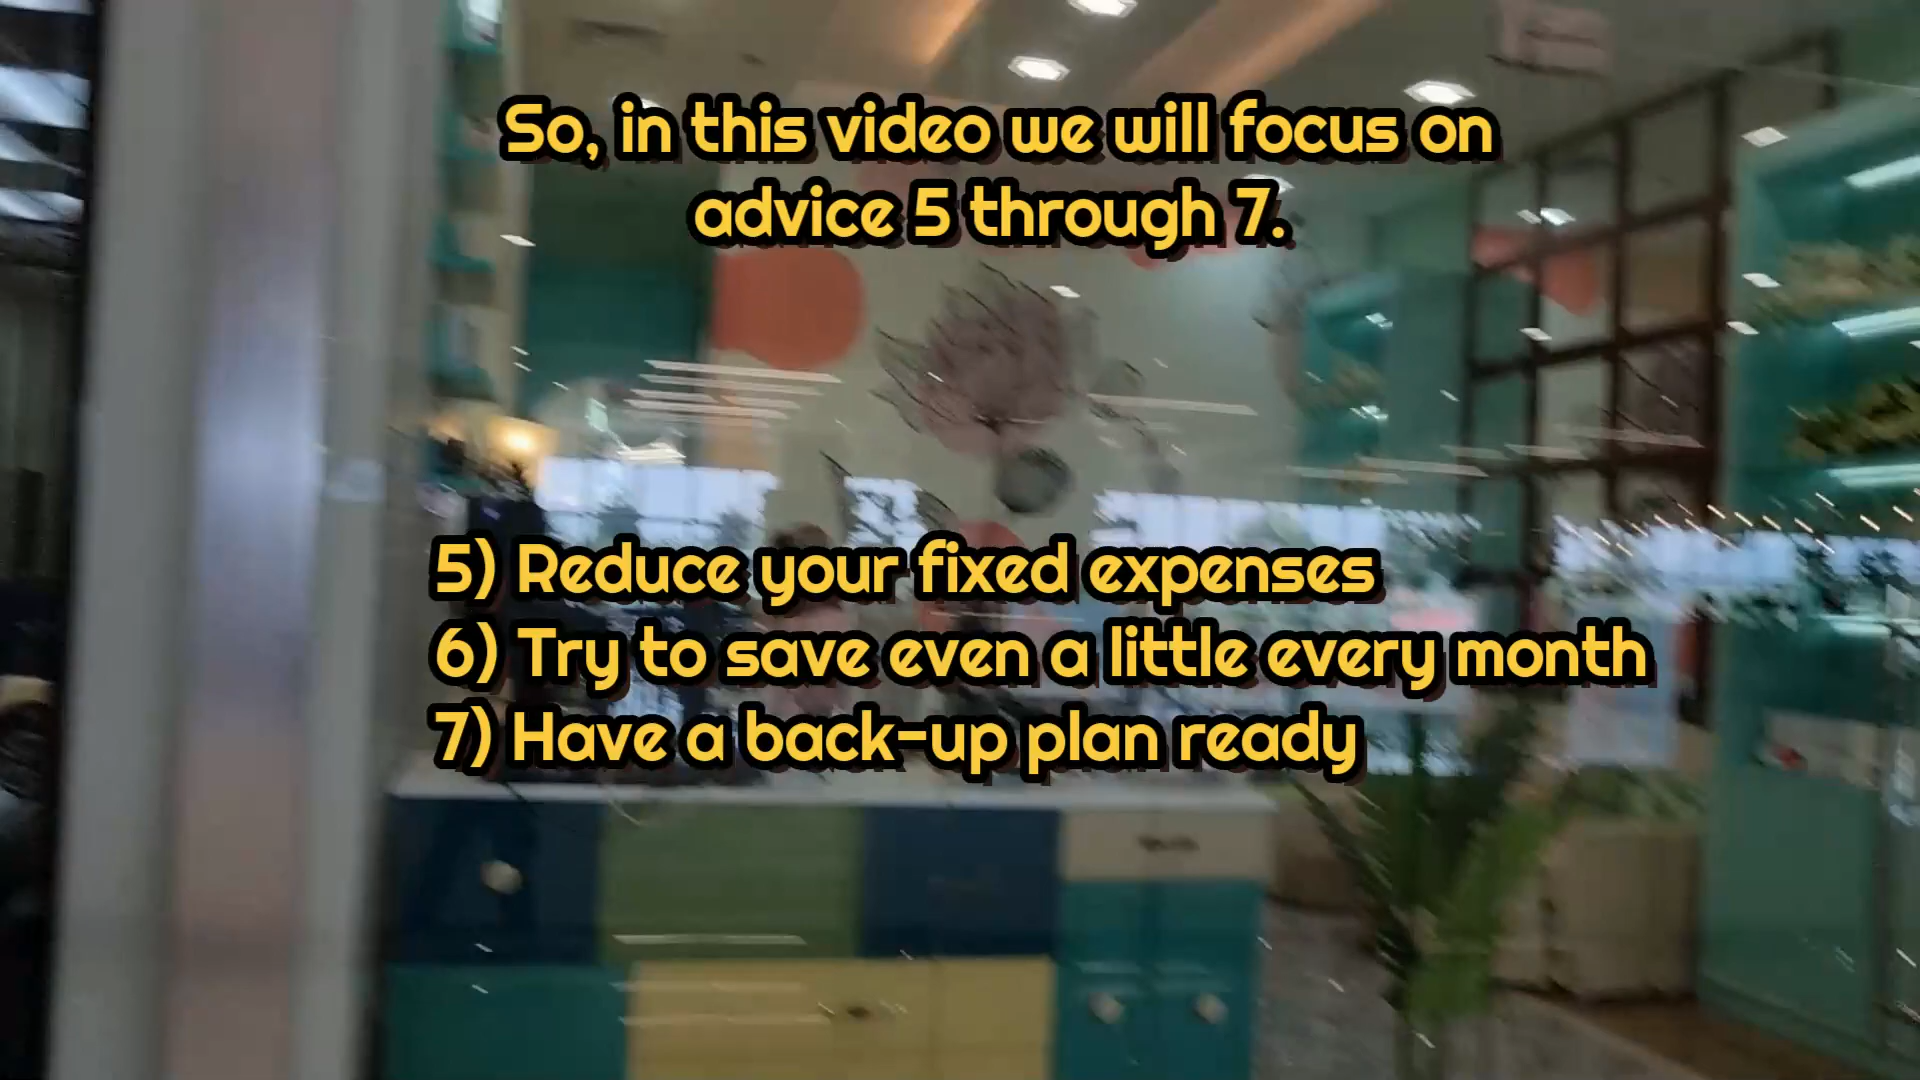 So, in this video we will focus on
advice 5 through 7.
5) Reduce your fixed expenses
6) Try to save even a little every month
7) Have a back-up plan ready